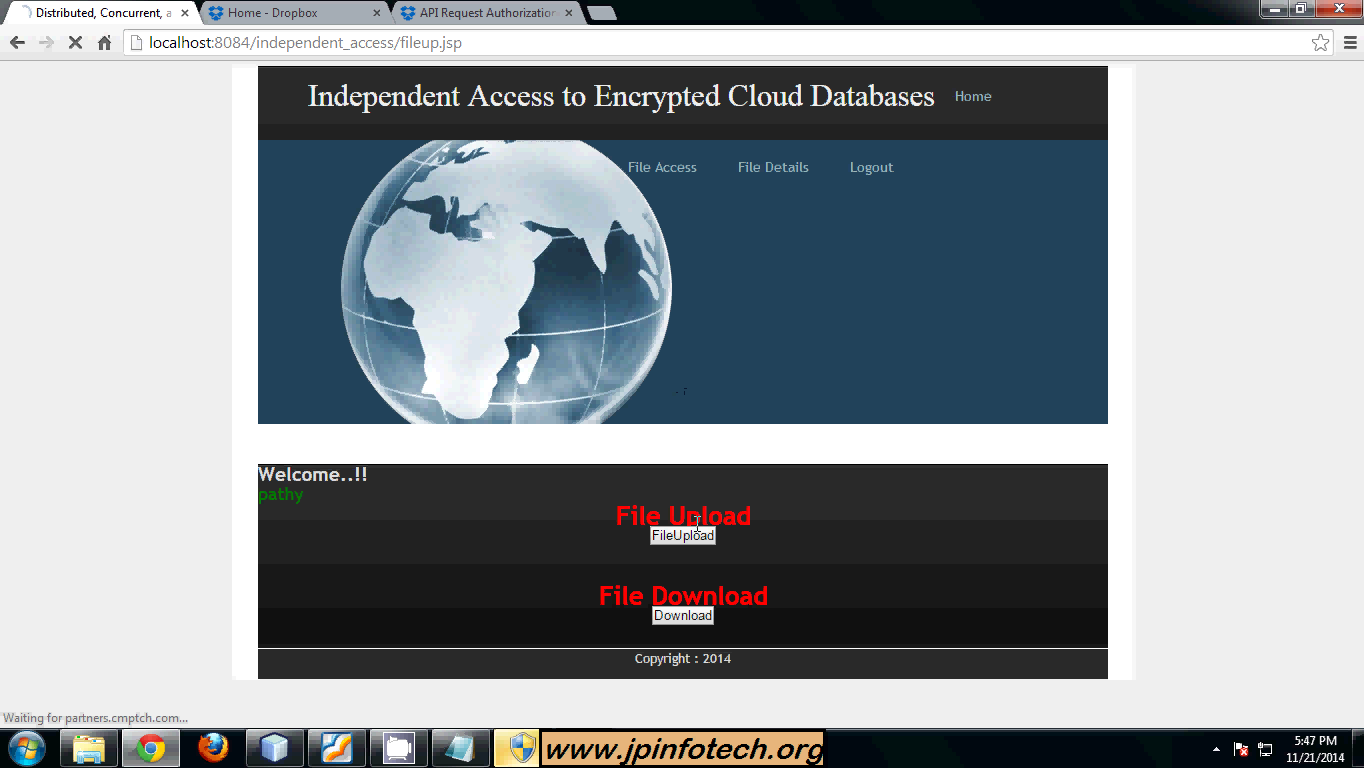 Distributed, Concurrent, a
Home - Dropbox
API Request Authorization
localhost:8084/independent_access/fileup.jsp
Independent Access to Encrypted Cloud Databases
Home
File Access
File Details
Logout
Welcome..!!
pathy
File Upload
FileUpload
File Download
Download
Copyright : 2014
Waiting for partners.cmptch.com...
www.jpinfotech.org
5:47 PM
11/21/2014